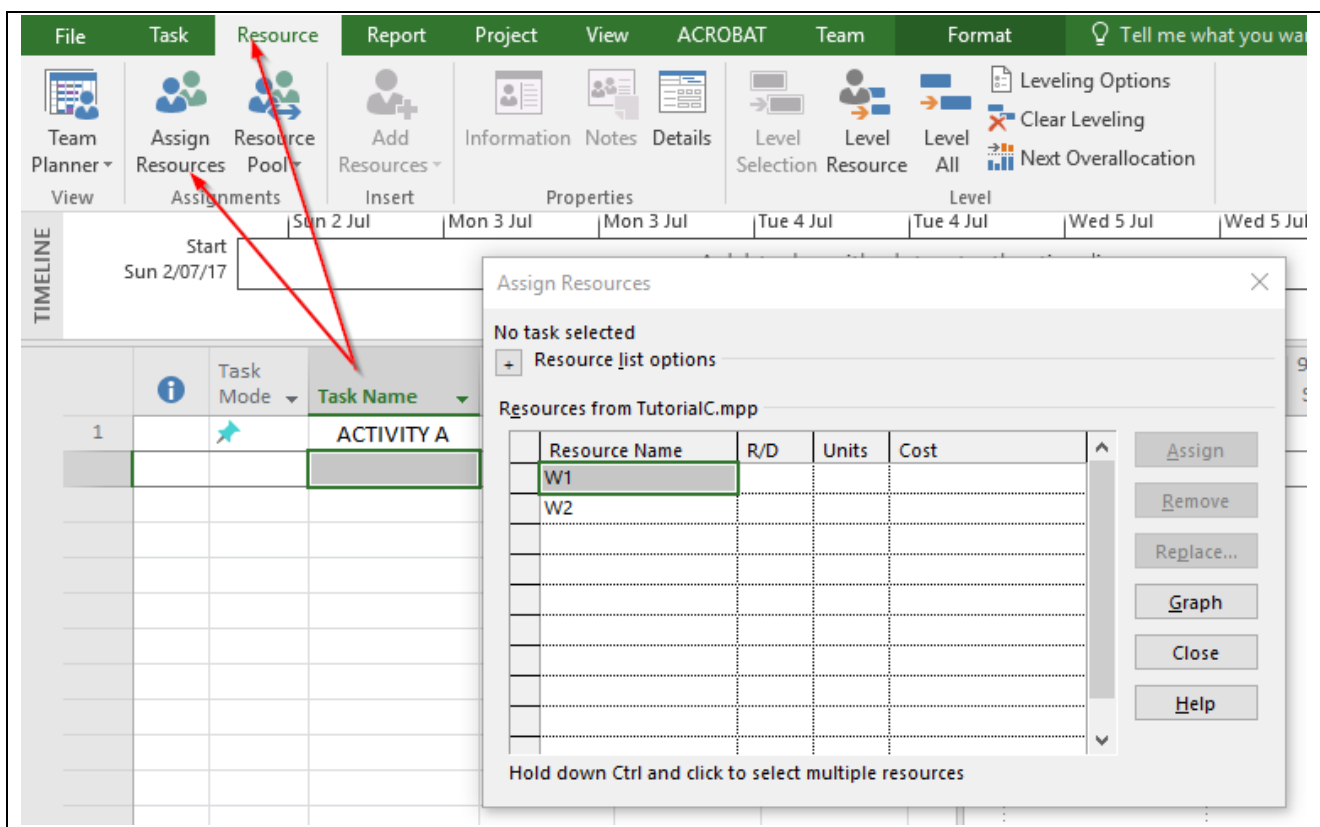 File Task Resource Report Project View ACROBAT Team Format Tell me what you
Team Planner
Assign Resources
Resource Pool
Add Resources
Information
Notes
Details
Level Selection
Level Resource
Level All
Leveling Options
Clear Leveling
Next Overallocation
View Assignments Insert Properties Level
Sun 2 Jul Mon 3 Jul Mon 3 Jul Tue 4 Jul Tue 4 Jul Wed 5 Jul Wed 5 Jul
TIMELINE
Start
Sun 2/07/17
Task Mode
Task Name
1 ACTIVITY A
Assign Resources
No task selected
+ Resource list options
Resources from TutorialC.mpp
Resource Name R/D Units Cost
W1
W2
Assign
Remove
Replace...
Graph
Close
Help
Hold down Ctrl and click to select multiple resources